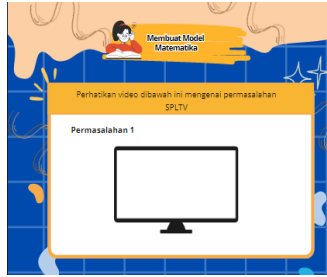 Membuat Model
Matematika
Perhatikan video dibawah ini mengenai permasalahan
SPLTV
Permasalahan 1